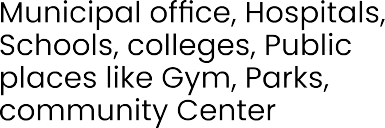 Municipal office, Hospitals,
Schools, colleges, Public
places like Gym, Parks,
community Center